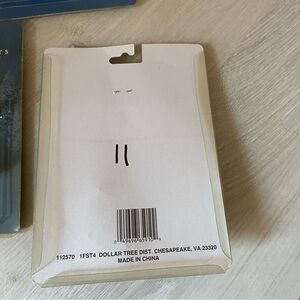 11
112570 1FST4 DOLLAR TREE DIST. CHESAPEAKE, VA 23320
MADE IN CHINA